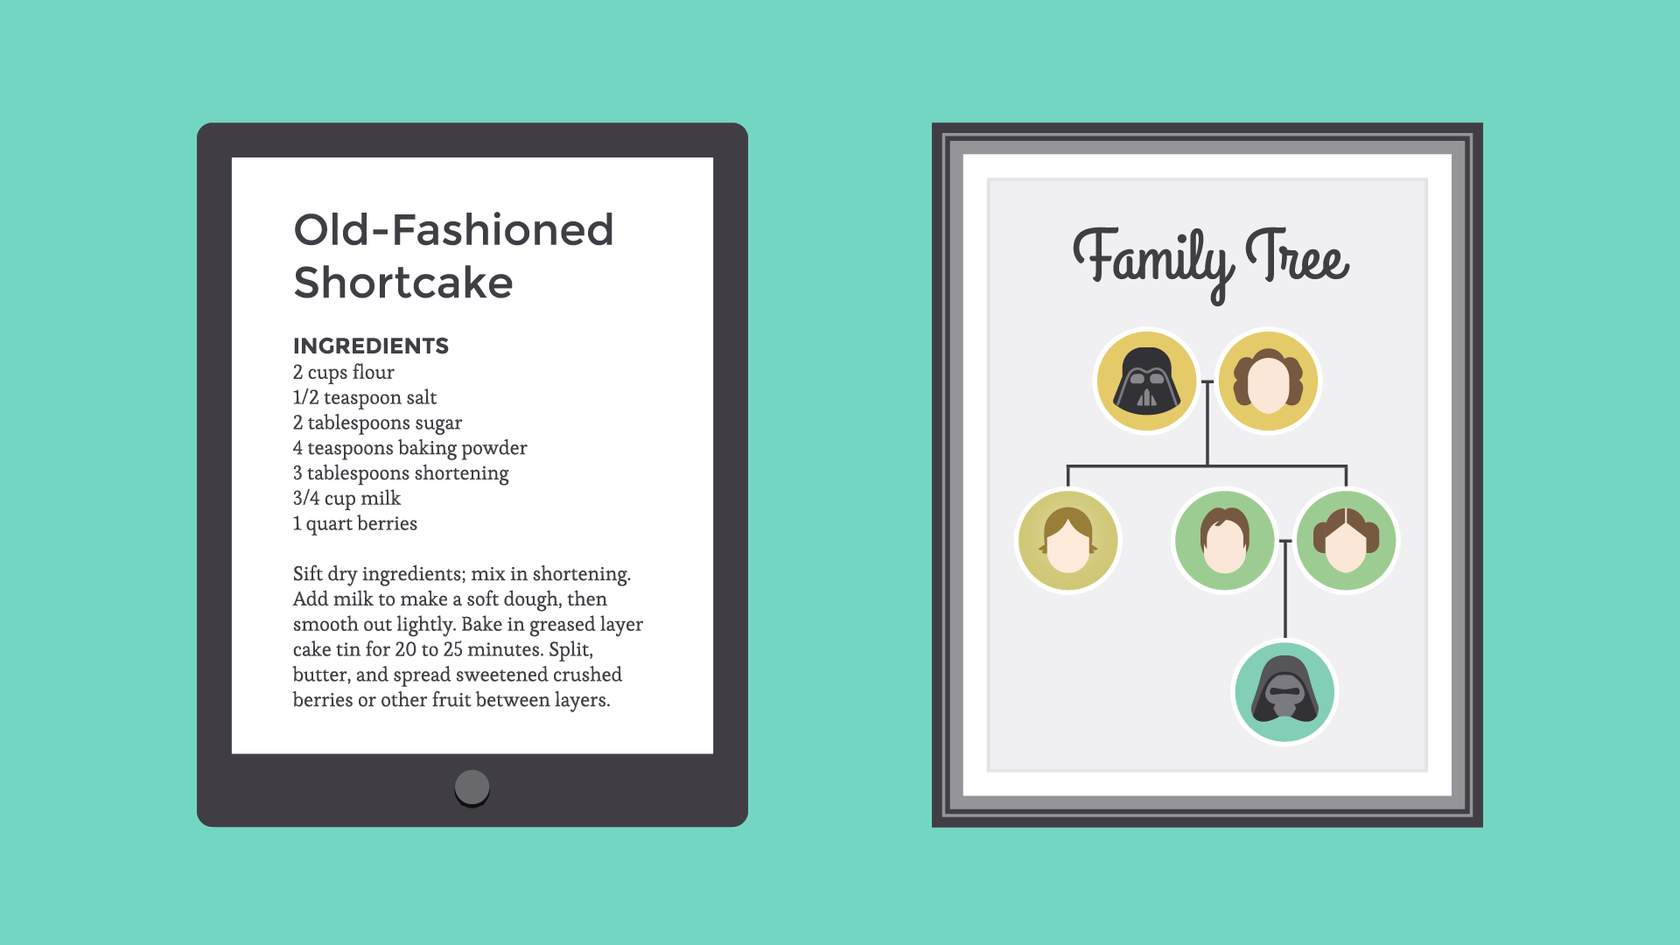 Old-Fashioned
Shortcake
INGREDIENTS
2 cups flour
1/2 teaspoon salt
2 tablespoons sugar
4 teaspoons baking powder
3 tablespoons shortening
3/4 cup milk
1 quart berries
Sift dry ingredients; mix in shortening.
Add milk to make a soft dough, then
smooth out lightly. Bake in greased layer
cake tin for 20 to 25 minutes. Split,
butter, and spread sweetened crushed
berries or other fruit between layers.
Family Tree